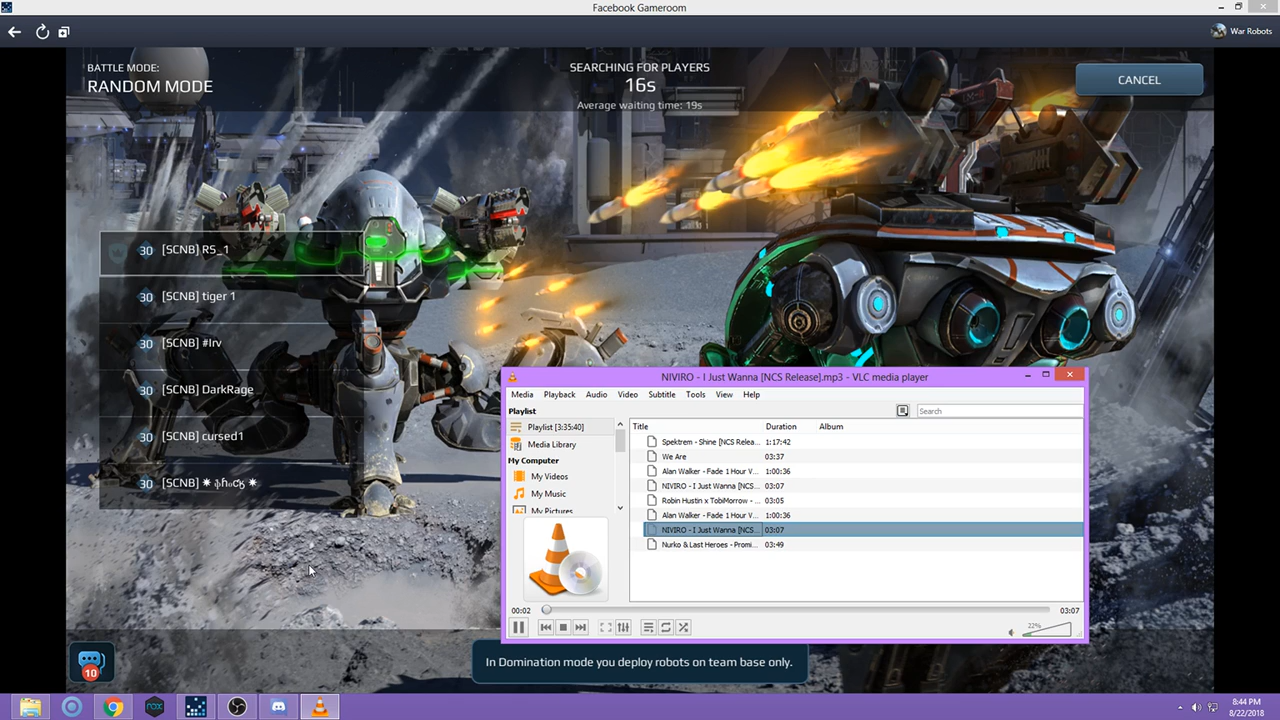 Facebook Gameroom
War Robots
BATTLE MODE:
RANDOM MODE
SEARCHING FOR PLAYERS
16s
Average waiting time: 19s
CANCEL
30 [SCNB] RS_1
30 [SCNB] tiger 1
30 [SCNB] #Irv
30 [SCNB] DarkRage
30 [SCNB] cursed1
30 [SCNB]
NIVIRO - I Just Wanna [NCS Release].mp3 - VLC media player
Media Playback Audio Video Subtitle Tools View Help
Playlist
Search
Playlist [3:35:40]
Media Library
My Computer
My Videos
My Music
My Pictures
Title Duration Album
Spektrem - Shine [NCS Relea... 1:17:42
We Are 03:37
Alan Walker - Fade 1 Hour V... 1:00:36
NIVIRO - I Just Wanna [NCS... 03:07
Robin Hustin x TobiMorrow - ... 03:05
Alan Walker - Fade 1 Hour V... 1:00:36
NIVIRO - I Just Wanna [NCS... 03:07
Nurko & Last Heroes - Promi... 03:49
00:02 03:07
22%
10
In Domination mode you deploy robots on team base only.
nox
8:44 PM
8/22/2018